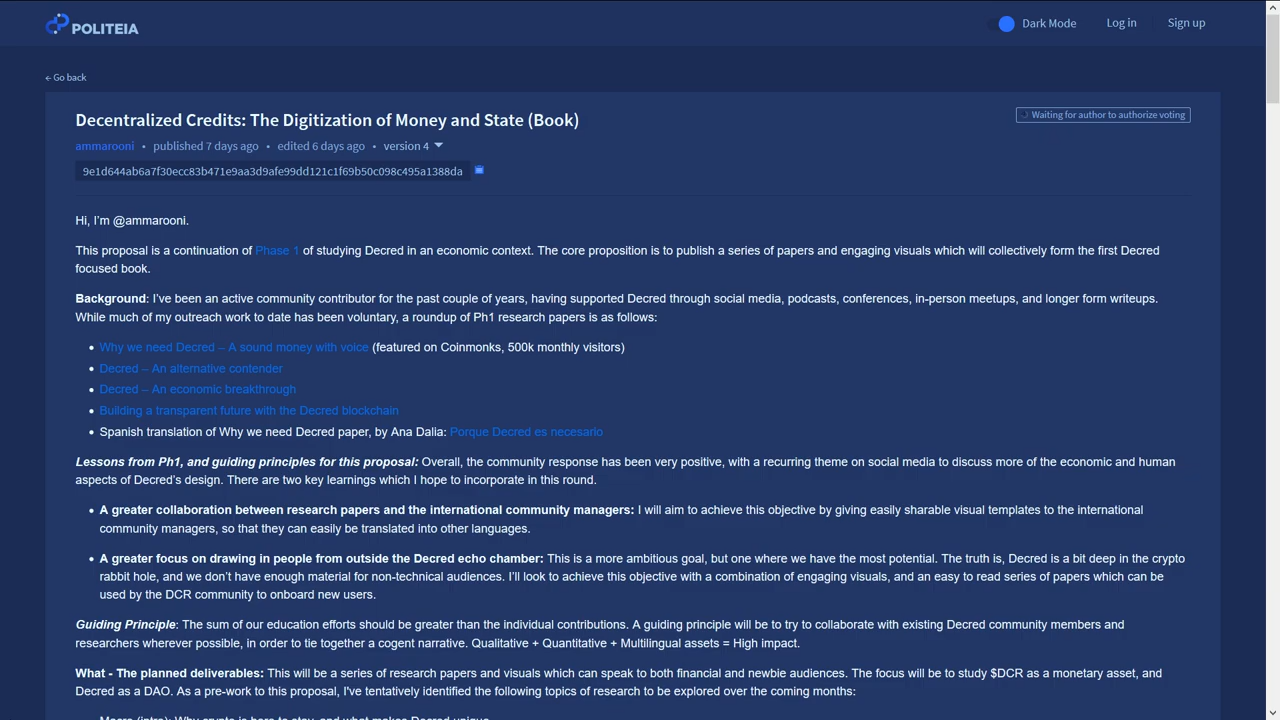 POLITEIA
Dark Mode
Log in
Sign up
← Go back
Decentralized Credits: The Digitization of Money and State (Book)
Waiting for author to authorize voting
ammarooni • published 7 days ago • edited 6 days ago • version 4
9e1d644ab6a7f30ecc83b471e9aa3d9afe99dd121c1f69b50c098c495a1388da
Hi, I'm @ammarooni.
This proposal is a continuation of Phase 1 of studying Decred in an economic context. The core proposition is to publish a series of papers and engaging visuals which will collectively form the first Decred
focused book.
Background: I've been an active community contributor for the past couple of years, having supported Decred through social media, podcasts, conferences, in-person meetups, and longer form writeups.
While much of my outreach work to date has been voluntary, a roundup of Ph1 research papers is as follows:
• Why we need Decred – A sound money with voice (featured on Coinmonks, 500k monthly visitors)
• Decred – An alternative contender
• Decred – An economic breakthrough
• Building a transparent future with the Decred blockchain
• Spanish translation of Why we need Decred paper, by Ana Dalia: Porque Decred es necesario
Lessons from Ph1, and guiding principles for this proposal: Overall, the community response has been very positive, with a recurring theme on social media to discuss more of the economic and human
aspects of Decred's design. There are two key learnings which I hope to incorporate in this round.
• A greater collaboration between research papers and the international community managers: I will aim to achieve this objective by giving easily sharable visual templates to the international
community managers, so that they can easily be translated into other languages.
• A greater focus on drawing in people from outside the Decred echo chamber: This is a more ambitious goal, but one where we have the most potential. The truth is, Decred is a bit deep in the crypto
rabbit hole, and we don't have enough material for non-technical audiences. I'll look to achieve this objective with a combination of engaging visuals, and an easy to read series of papers which can be
used by the DCR community to onboard new users.
Guiding Principle: The sum of our education efforts should be greater than the individual contributions. A guiding principle will be to try to collaborate with existing Decred community members and
researchers wherever possible, in order to tie together a cogent narrative. Qualitative + Quantitative + Multilingual assets = High impact.
What - The planned deliverables: This will be a series of research papers and visuals which can speak to both financial and newbie audiences. The focus will be to study $DCR as a monetary asset, and
Decred as a DAO. As a pre-work to this proposal, I've tentatively identified the following topics of research to be explored over the coming months:
Macro (intro): Why crypto is here to stay, and what makes Decred unique